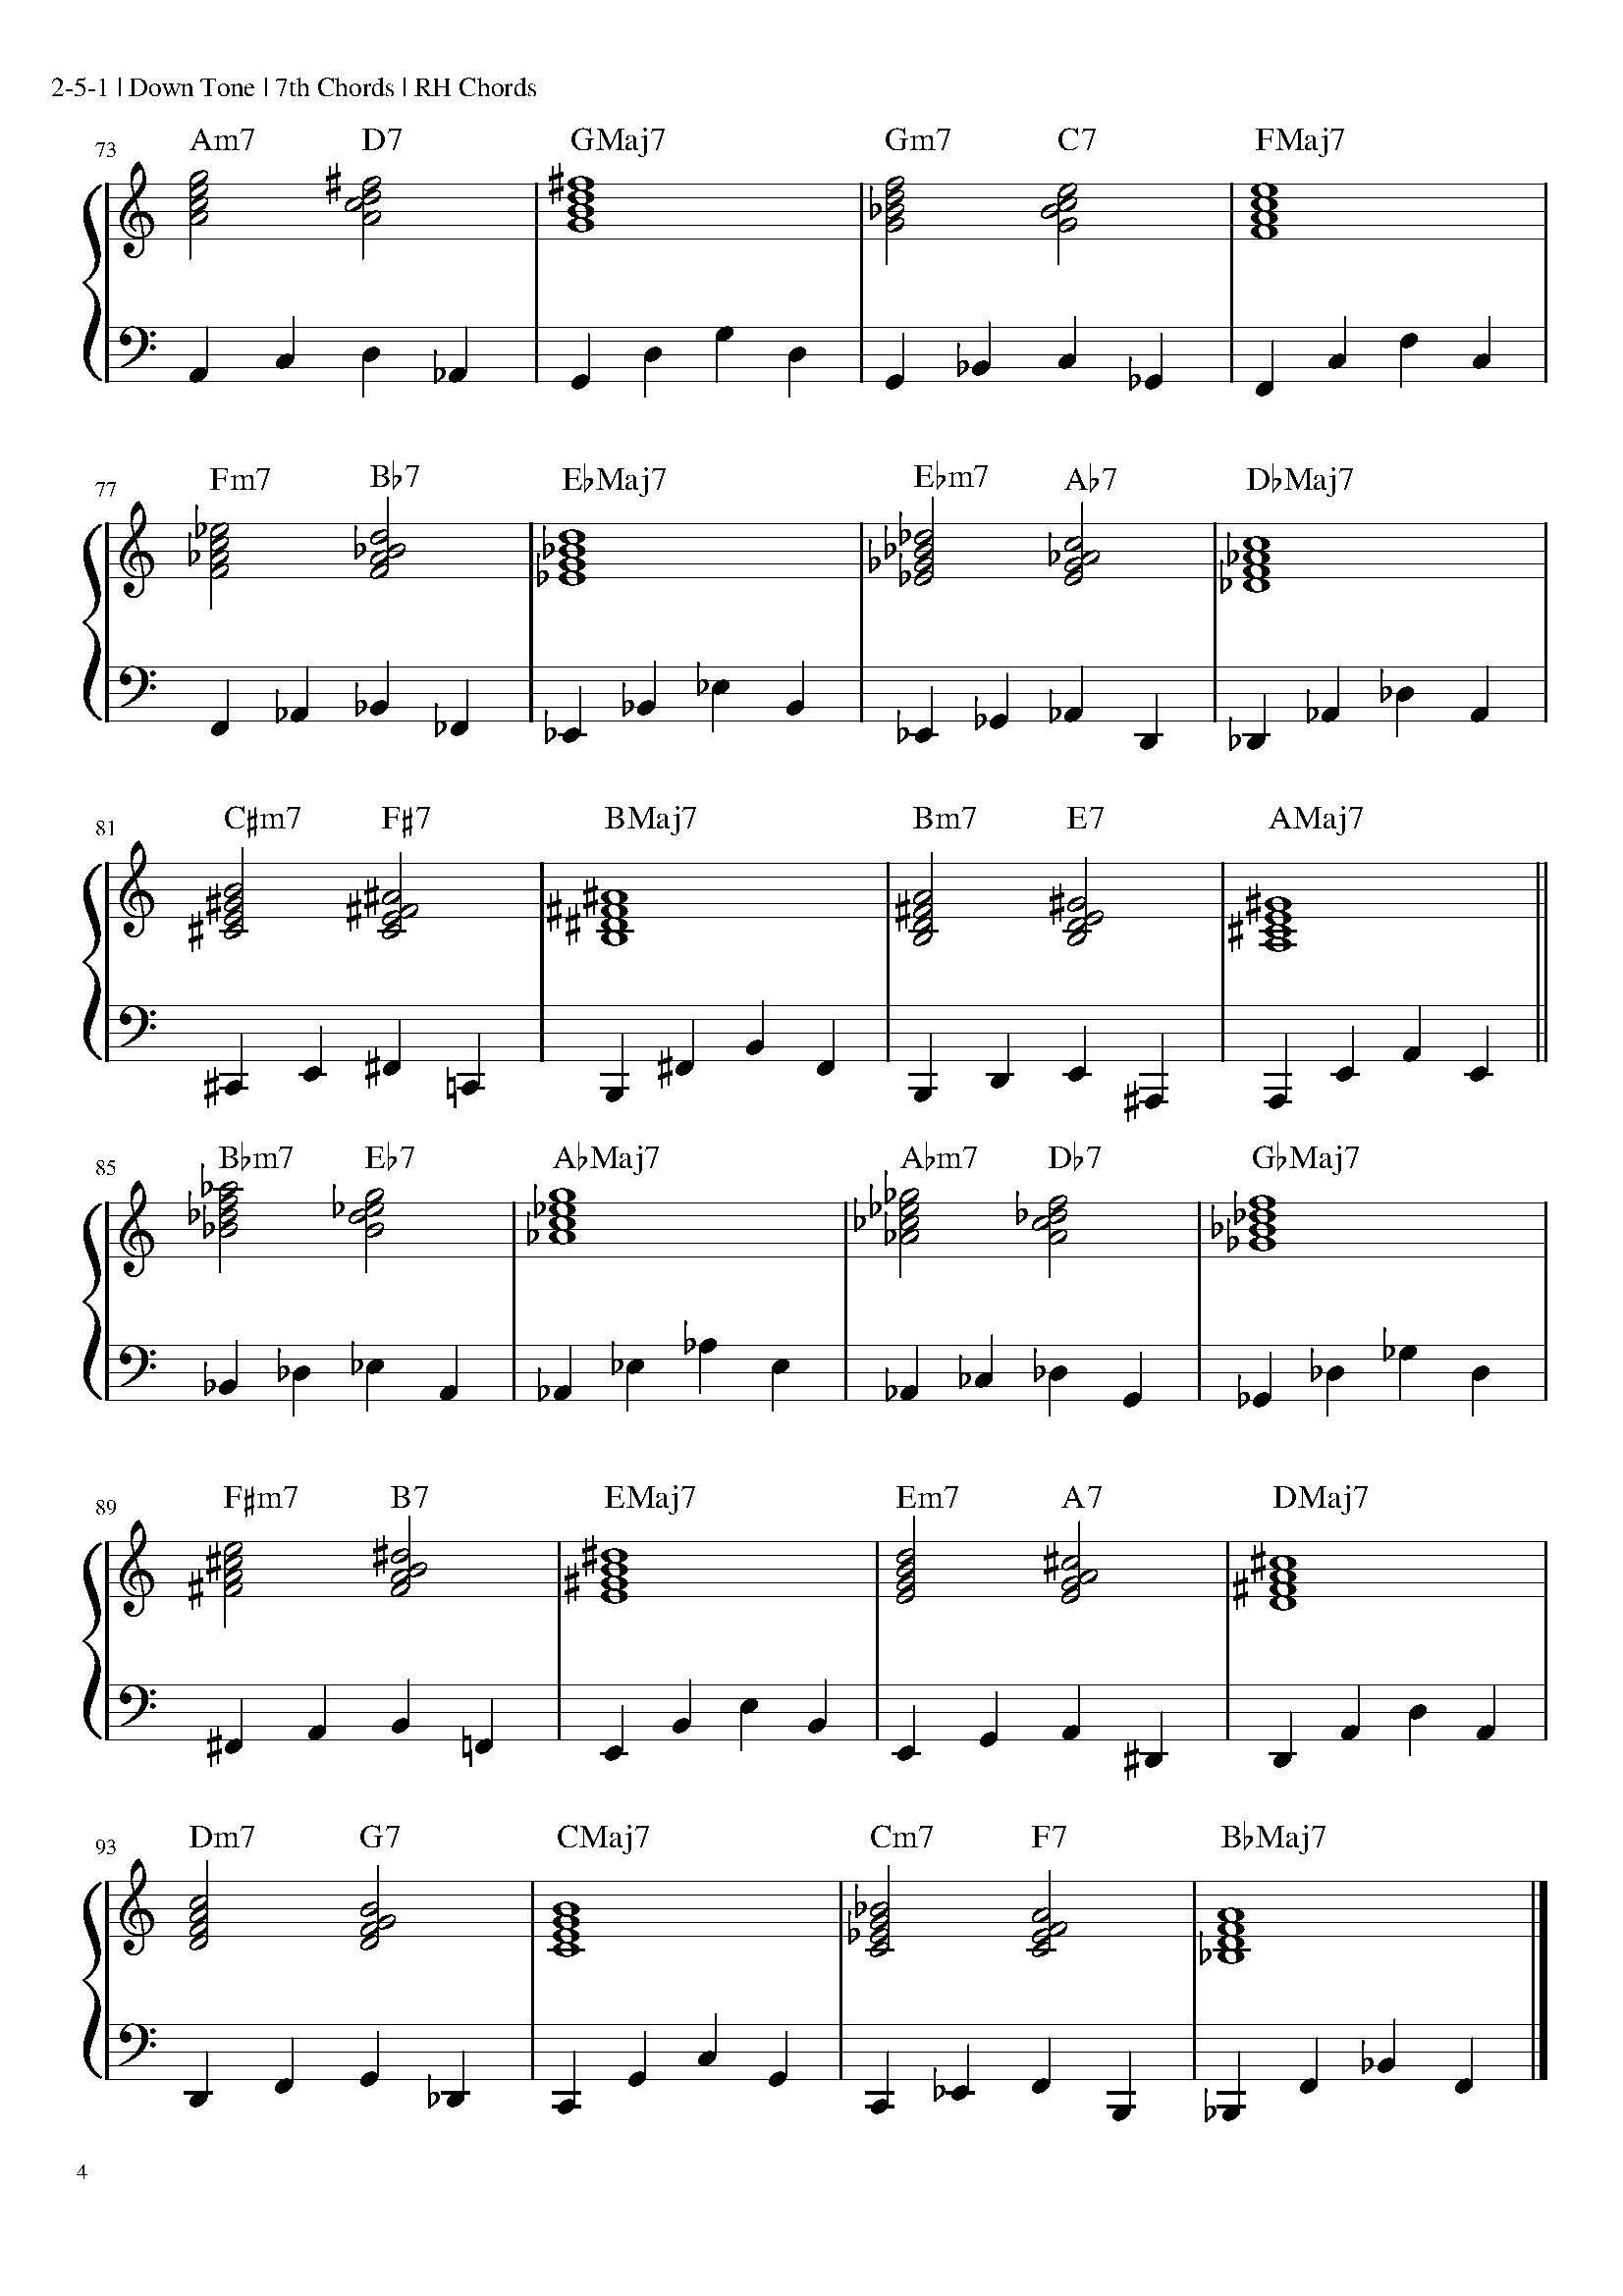 2-5-1 | Down Tone | 7th Chords | RH Chords
Am7 D7 GMaj7 Gm7 C7 FMaj7
73
Fm7 B♭7 E♭Maj7 E♭m7 A♭7 D♭Maj7
77
C♯m7 F♯7 BMaj7 Bm7 E7 AMaj7
81
B♭m7 E♭7 A♭Maj7 A♭m7 D♭7 G♭Maj7
85
F♯m7 B7 EMaj7 Em7 A7 DMaj7
89
Dm7 G7 CMaj7 Cm7 F7 B♭Maj7
93
4